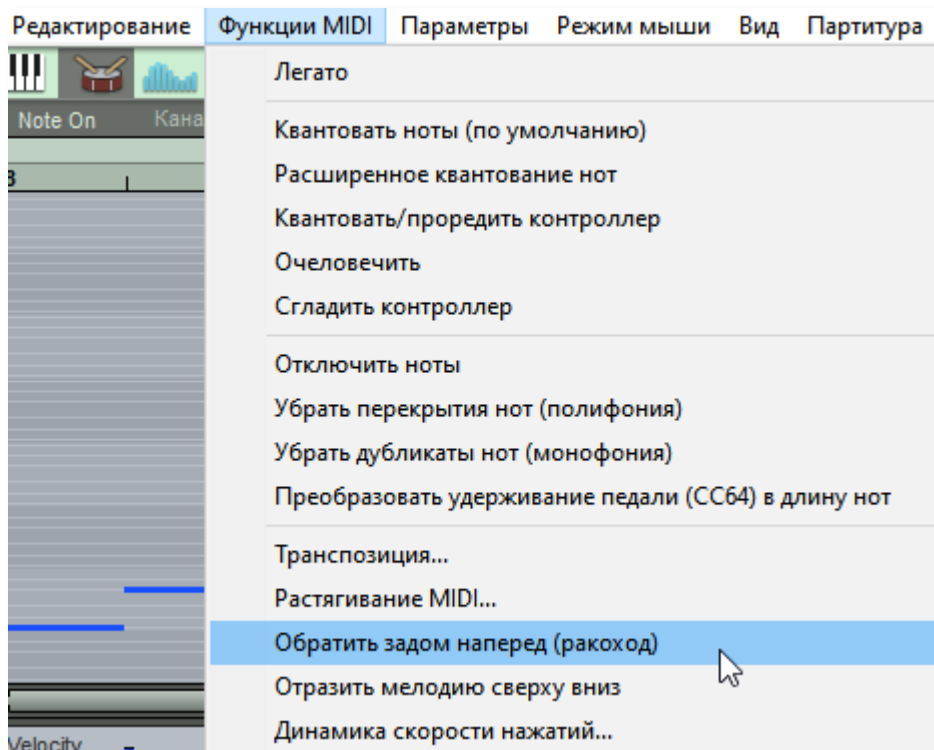 Редактирование Функции MIDI Параметры Режим мыши Вид Партитура
Легато
Note On Кана
Квантовать ноты (по умолчанию)
3
Расширенное квантование нот
Квантовать/проредить контроллер
Очеловечить
Сгладить контроллер
Отключить ноты
Убрать перекрытия нот (полифония)
Убрать дубликаты нот (монофония)
Преобразовать удерживание педали (CC64) в длину нот
Транспозиция...
Растягивание MIDI...
Обратить задом наперед (ракоход)
Отразить мелодию сверху вниз
Динамика скорости нажатий...
Velocity